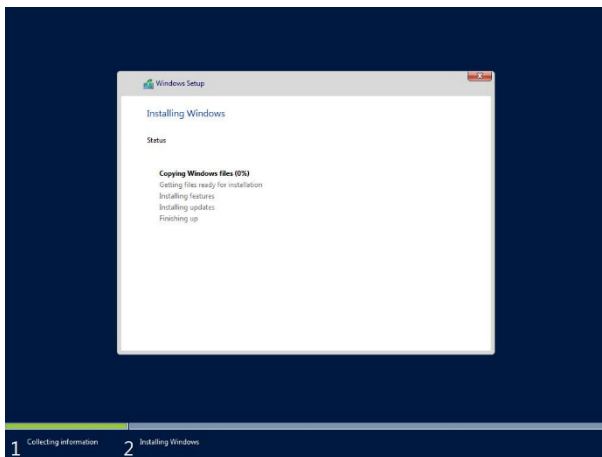 Windows Setup
Installing Windows
Status
Copying Windows files (0%)
Getting files ready for installation
Installing features
Installing updates
Finishing up
1 Collecting information 2 Installing Windows